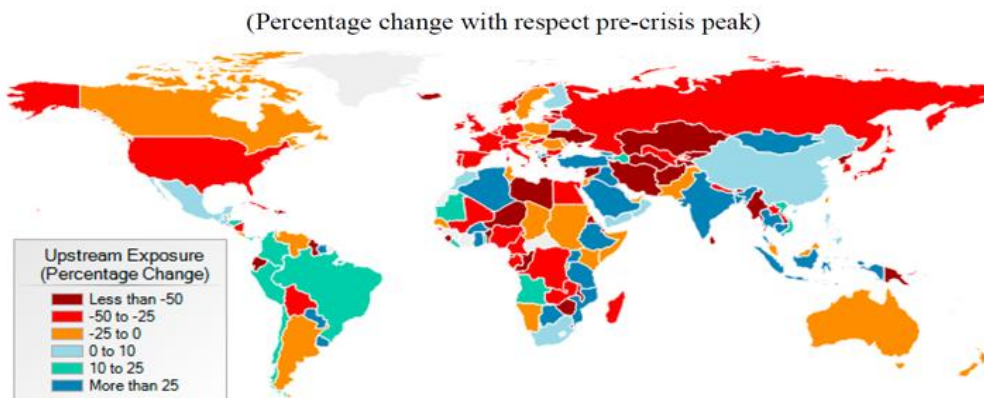 (Percentage change with respect pre-crisis peak)
Upstream Exposure
(Percentage Change)
Less than -50
-50 to -25
-25 to 0
0 to 10
10 to 25
More than 25